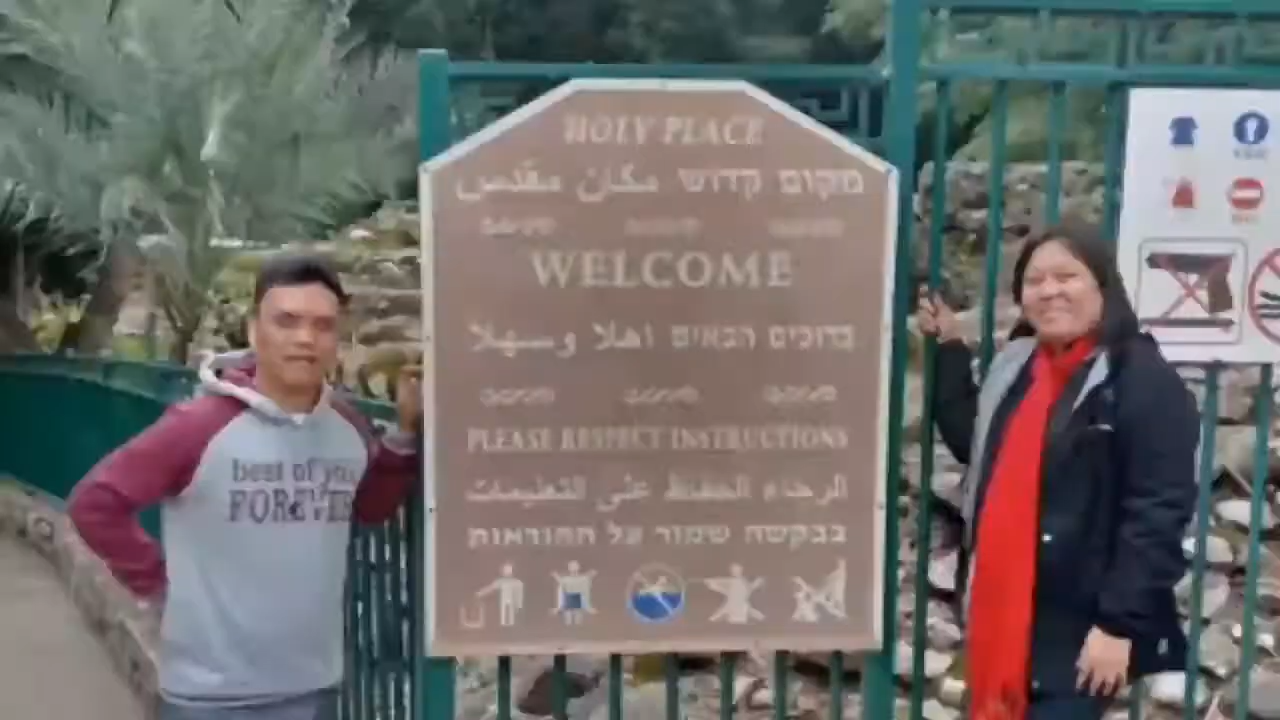 HOLY PLACE
מקום קדוש مكان مقدس
WELCOME
ברוכים הבאים اهلا وسهلا
PLEASE RESPECT INSTRUCTIONS
الرجاء الحفاظ على التعليمات
בבקשה שמור על ההוראות
best of you
FOREVER